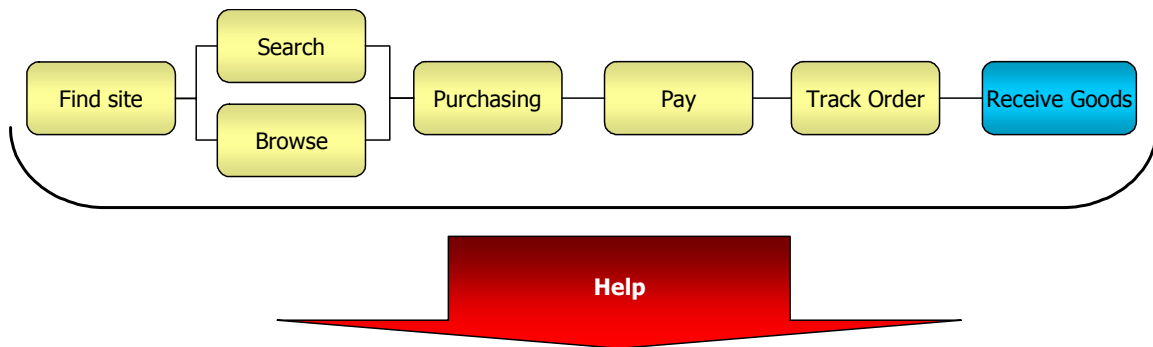 Find site
Search
Browse
Purchasing
Pay
Track Order
Receive Goods
Help